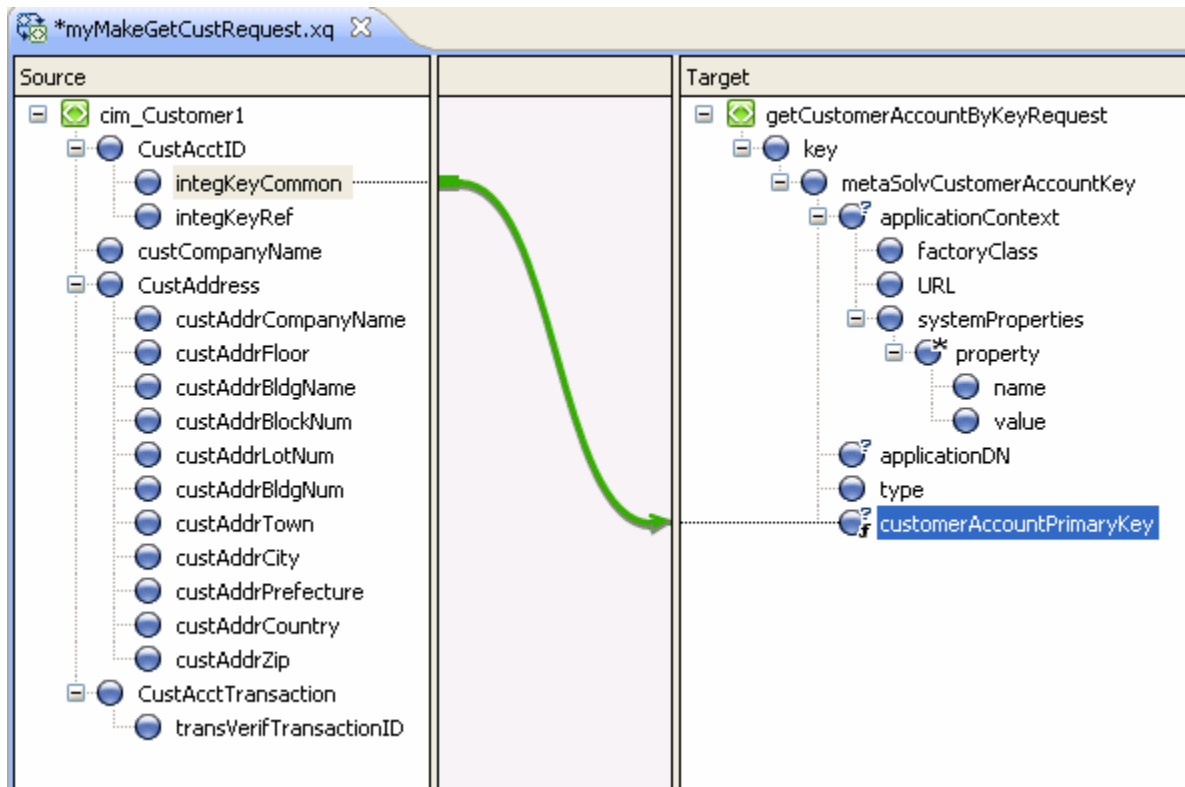 *myMakeGetCustRequest.xq
Source
cim_Customer1
CustAcctID
integKeyCommon
integKeyRef
custCompanyName
CustAddress
custAddrCompanyName
custAddrFloor
custAddrBldgName
custAddrBlockNum
custAddrLotNum
custAddrBldgNum
custAddrTown
custAddrCity
custAddrPrefecture
custAddrCountry
custAddrZip
CustAcctTransaction
transVerifTransactionID
Target
getCustomerAccountByKeyRequest
key
metaSolvCustomerAccountKey
applicationContext
factoryClass
URL
systemProperties
property
name
value
applicationDN
type
customerAccountPrimaryKey